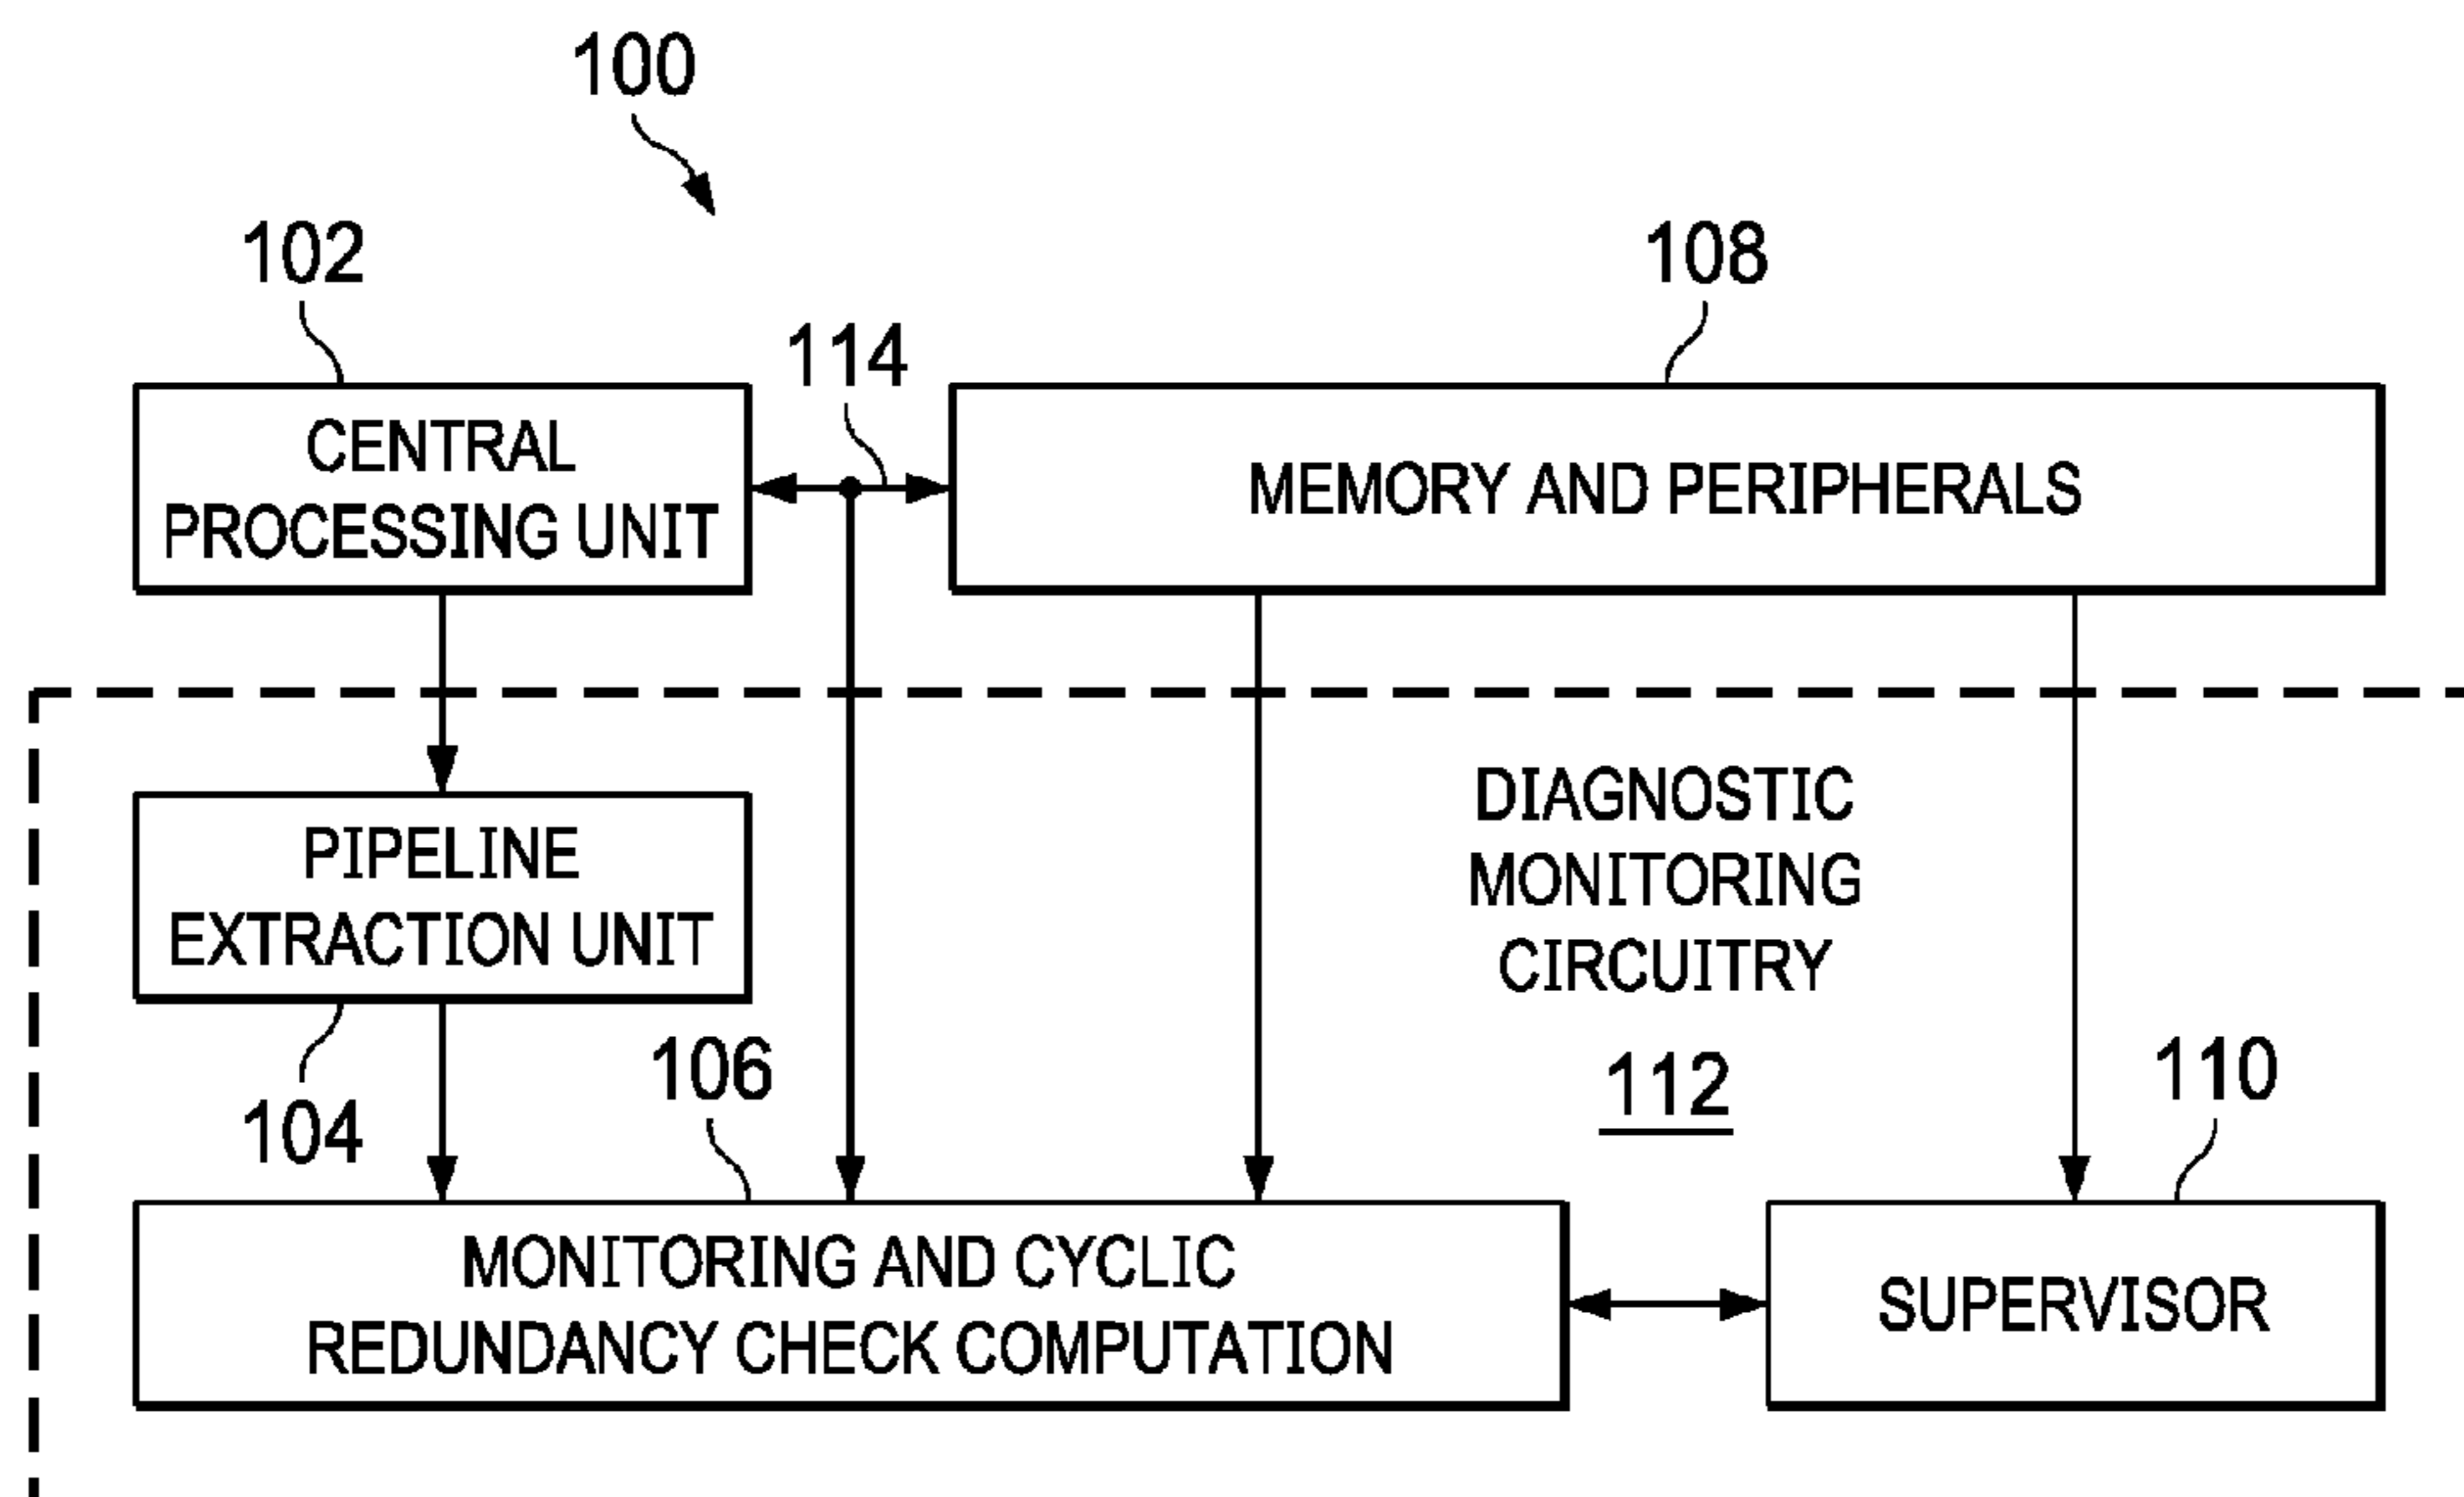 100
102
108
114
CENTRAL
PROCESSING UNIT
MEMORY AND PERIPHERALS
PIPELINE
EXTRACTION UNIT
DIAGNOSTIC
MONITORING
CIRCUITRY
112
104
106
110
MONITORING AND CYCLIC
REDUNDANCY CHECK COMPUTATION
SUPERVISOR